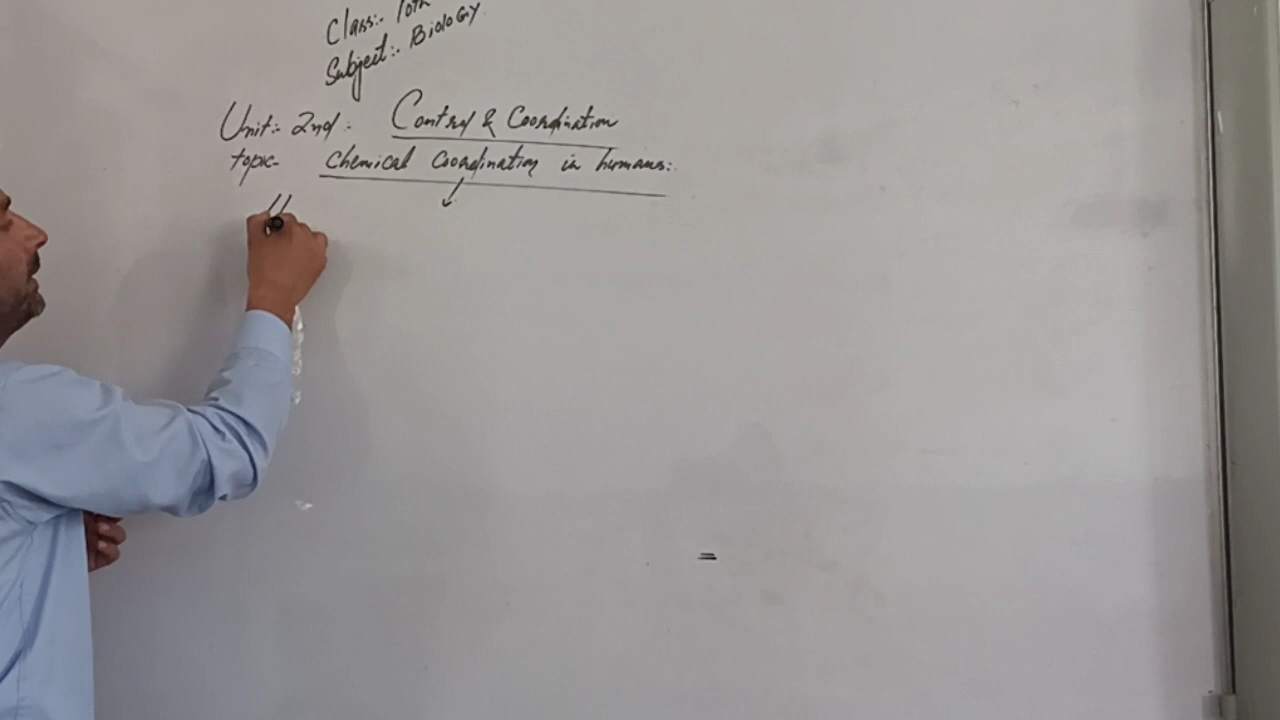 Class:- 10th
Subject:- Biology
Unit:- 2nd:- Control & Coordination
topic- Chemical Coordination in humans: